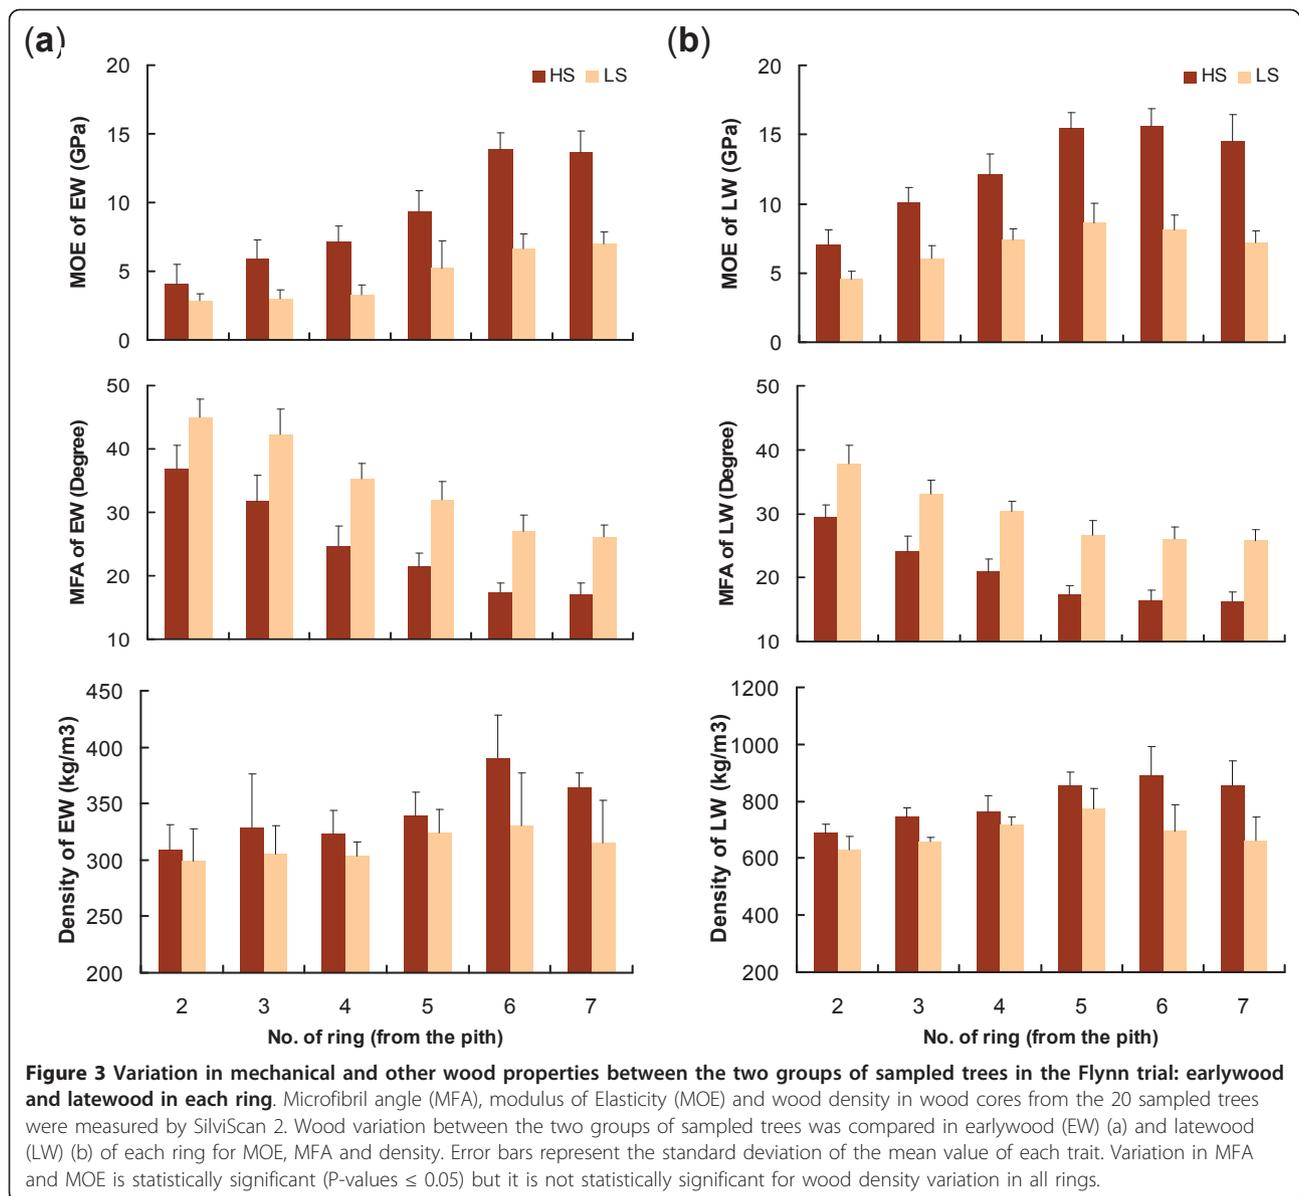 (a)
20
15
10
5
0
MOE of EW (GPa)
HS LS
50
40
30
20
10
MFA of EW (Degree)
450
400
350
300
250
200
Density of EW (kg/m3)
2 3 4 5 6 7
No. of ring (from the pith)
(b)
20
15
10
5
0
MOE of LW (GPa)
HS LS
50
40
30
20
10
MFA of LW (Degree)
1200
1000
800
600
400
200
Density of LW (kg/m3)
2 3 4 5 6 7
No. of ring (from the pith)
Figure 3 Variation in mechanical and other wood properties between the two groups of sampled trees in the Flynn trial: earlywood
and latewood in each ring. Microfibril angle (MFA), modulus of Elasticity (MOE) and wood density in wood cores from the 20 sampled trees
were measured by SilviScan 2. Wood variation between the two groups of sampled trees was compared in earlywood (EW) (a) and latewood
(LW) (b) of each ring for MOE, MFA and density. Error bars represent the standard deviation of the mean value of each trait. Variation in MFA
and MOE is statistically significant (P-values ≤ 0.05) but it is not statistically significant for wood density variation in all rings.